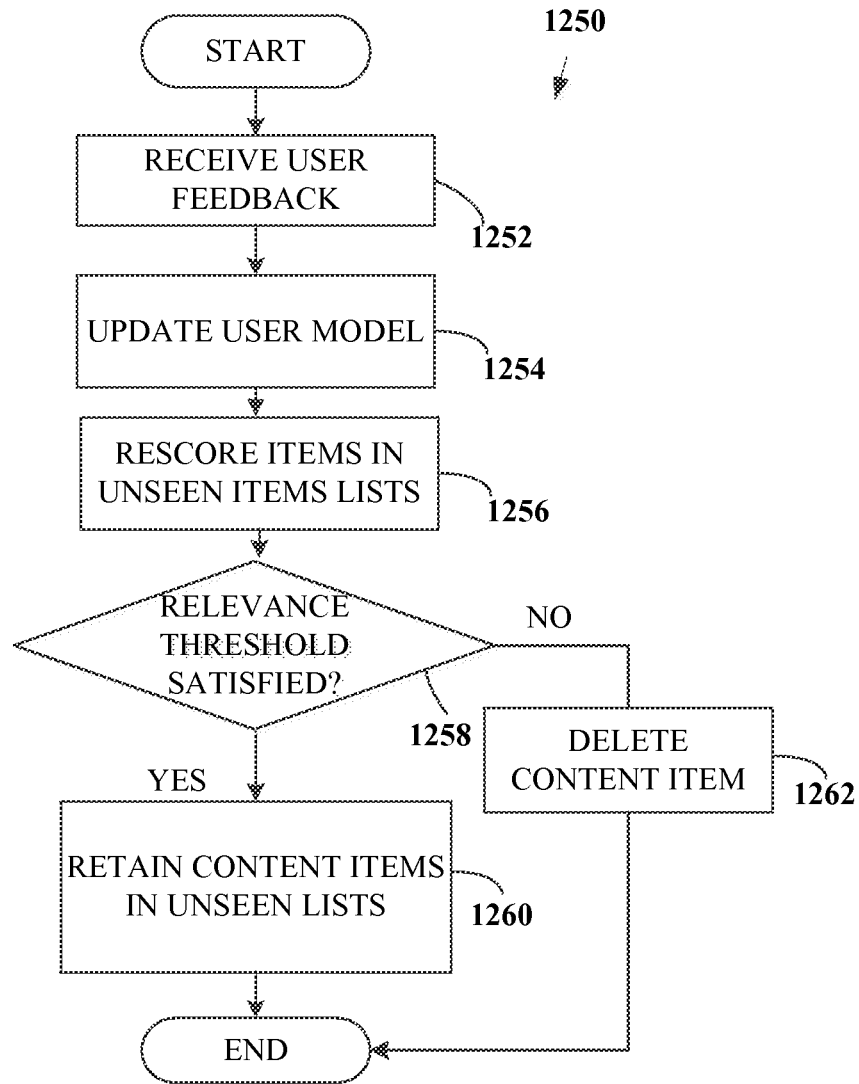 1250
START
RECEIVE USER
FEEDBACK
1252
UPDATE USER MODEL
1254
RESCORE ITEMS IN
UNSEEN ITEMS LISTS
1256
RELEVANCE
THRESHOLD
SATISFIED?
1258
NO
DELETE
CONTENT ITEM
1262
YES
RETAIN CONTENT ITEMS
IN UNSEEN LISTS
1260
END